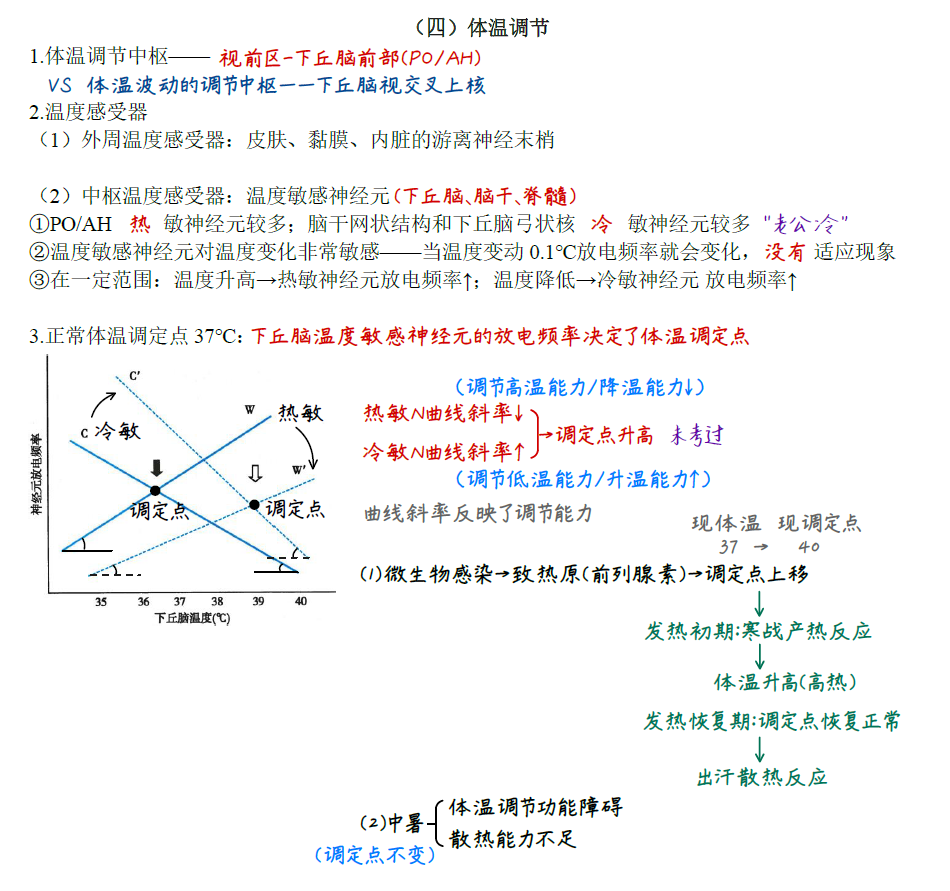 （四）体温调节
1.体温调节中枢—— 视前区-下丘脑前部(PO/AH)
VS 体温波动的调节中枢——下丘脑视交叉上核
2.温度感受器
（1）外周温度感受器：皮肤、黏膜、内脏的游离神经末梢
（2）中枢温度感受器：温度敏感神经元(下丘脑、脑干、脊髓)
①PO/AH 热 敏神经元较多；脑干网状结构和下丘脑弓状核 冷 敏神经元较多 "老公冷"
②温度敏感神经元对温度变化非常敏感——当温度变动 0.1℃放电频率就会变化，没有 适应现象
③在一定范围：温度升高→热敏神经元放电频率↑；温度降低→冷敏神经元 放电频率↑
3.正常体温调定点 37℃：下丘脑温度敏感神经元的放电频率决定了体温调定点
C'
W 热敏
C 冷敏
W'
调定点
调定点
神经元放电频率
35 36 37 38 39 40
下丘脑温度(℃)
(调节高温能力/降温能力↓)
热敏N曲线斜率↓
→调定点升高 未考过
冷敏N曲线斜率↑
(调节低温能力/升温能力↑)
曲线斜率反映了调节能力
现体温 现调定点
37 → 40
(1)微生物感染→致热原(前列腺素)→调定点上移
↓
发热初期:寒战产热反应
↓
体温升高(高热)
发热恢复期:调定点恢复正常
↓
出汗散热反应
体温调节功能障碍
(2)中暑
散热能力不足
(调定点不变)